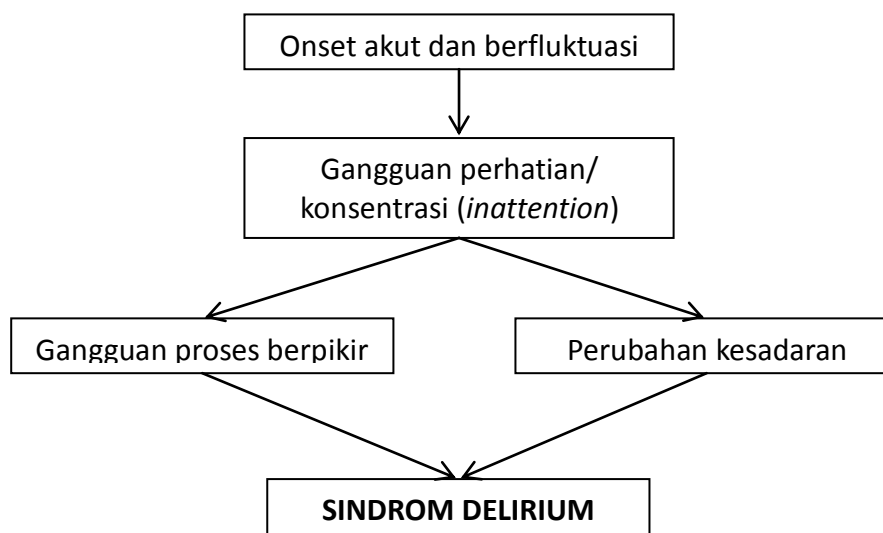 Onset akut dan berfluktuasi
Gangguan perhatian/
konsentrasi (inattention)
Gangguan proses berpikir
Perubahan kesadaran
SINDROM DELIRIUM